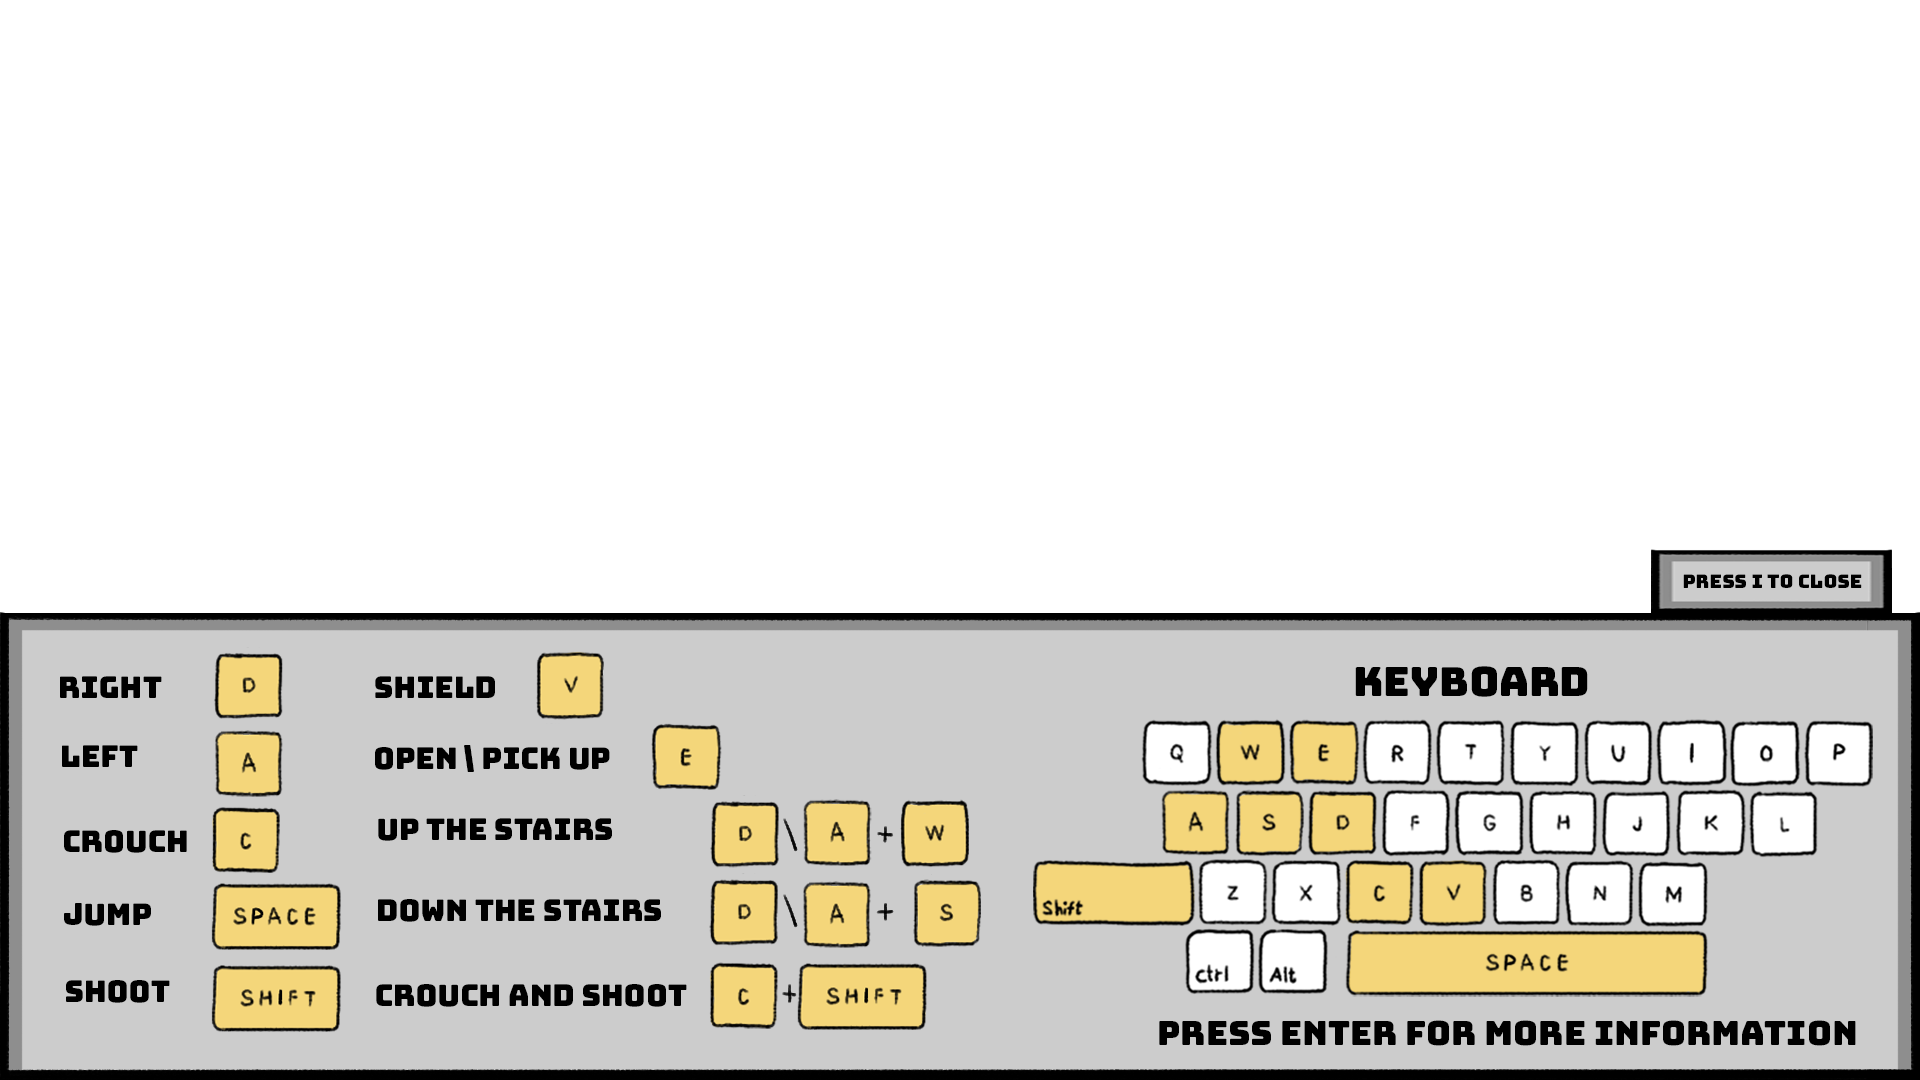 PRESS I TO CLOSE
RIGHT D
LEFT A
CROUCH C
JUMP SPACE
SHOOT SHIFT
SHIELD V
OPEN \ PICK UP E
UP THE STAIRS D \ A + W
DOWN THE STAIRS D \ A + S
CROUCH AND SHOOT C + SHIFT
KEYBOARD
Q W E R T Y U I O P
A S D F G H J K L
Shift Z X C V B N M
ctrl Alt SPACE
PRESS ENTER FOR MORE INFORMATION